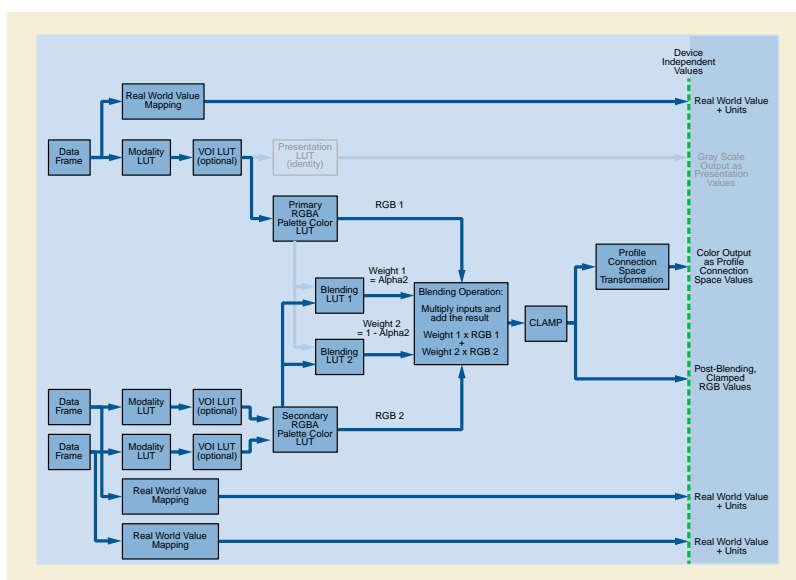 Device
Independent
Values
Real World Value
Mapping
Real World Value
+ Units
Data
Frame
Modality
LUT
VOI LUT
(optional)
Presentation
LUT
(identity)
Gray Scale
Output as
Presentation
Values
Primary
RGBA
Palette Color
LUT
RGB 1
Profile
Connection
Space
Transformation
Color Output
as Profile
Connection
Space Values
Weight 1
= Alpha2
Blending
LUT 1
Blending Operation:
Multiply inputs and
add the result
Weight 1 x RGB 1
+
Weight 2 x RGB 2
CLAMP
Weight 2
= 1 - Alpha2
Blending
LUT 2
Post-Blending,
Clamped
RGB Values
Data
Frame
Modality
LUT
VOI LUT
(optional)
Secondary
RGBA
Palette Color
LUT
RGB 2
Data
Frame
Modality
LUT
VOI LUT
(optional)
Real World Value
Mapping
Real World Value
+ Units
Real World Value
Mapping
Real World Value
+ Units